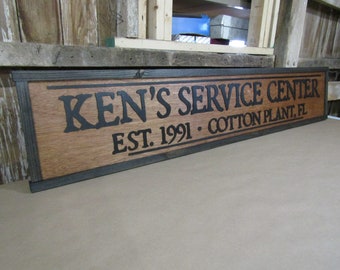 KEN'S SERVICE CENTER
EST. 1991 · COTTON PLANT, FL